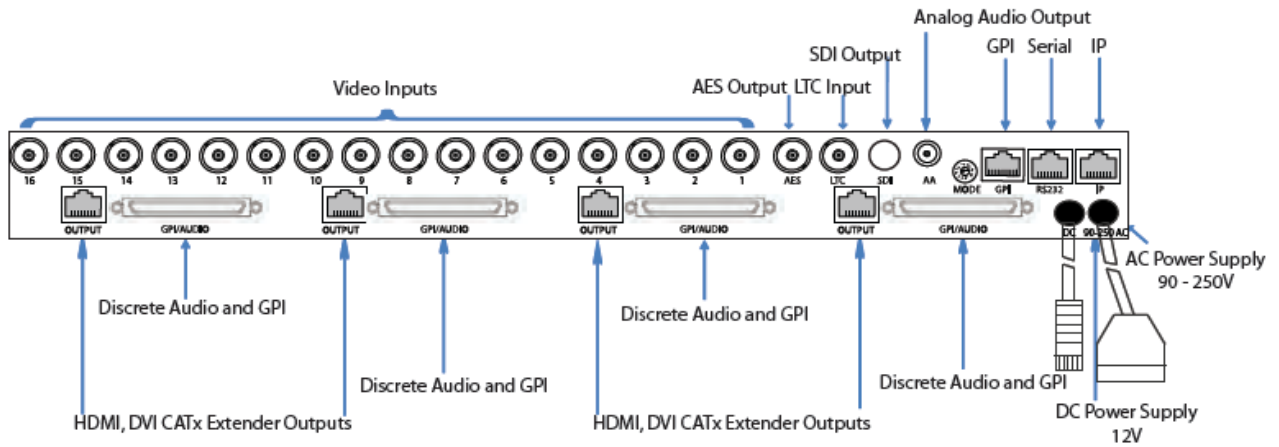 Analog Audio Output
SDI Output
GPI Serial IP
Video Inputs
AES Output LTC Input
16 15 14 13 12 11 10 9 8 7 6 5 4 3 2 1 AES LTC SDI AA MODE GPI RS232 IP
OUTPUT GPI/AUDIO OUTPUT GPI/AUDIO OUTPUT GPI/AUDIO OUTPUT GPI/AUDIO DC 90-250 AC
AC Power Supply
90 - 250V
Discrete Audio and GPI
Discrete Audio and GPI
Discrete Audio and GPI
Discrete Audio and GPI
HDMI, DVI CATx Extender Outputs
HDMI, DVI CATx Extender Outputs
DC Power Supply
12V